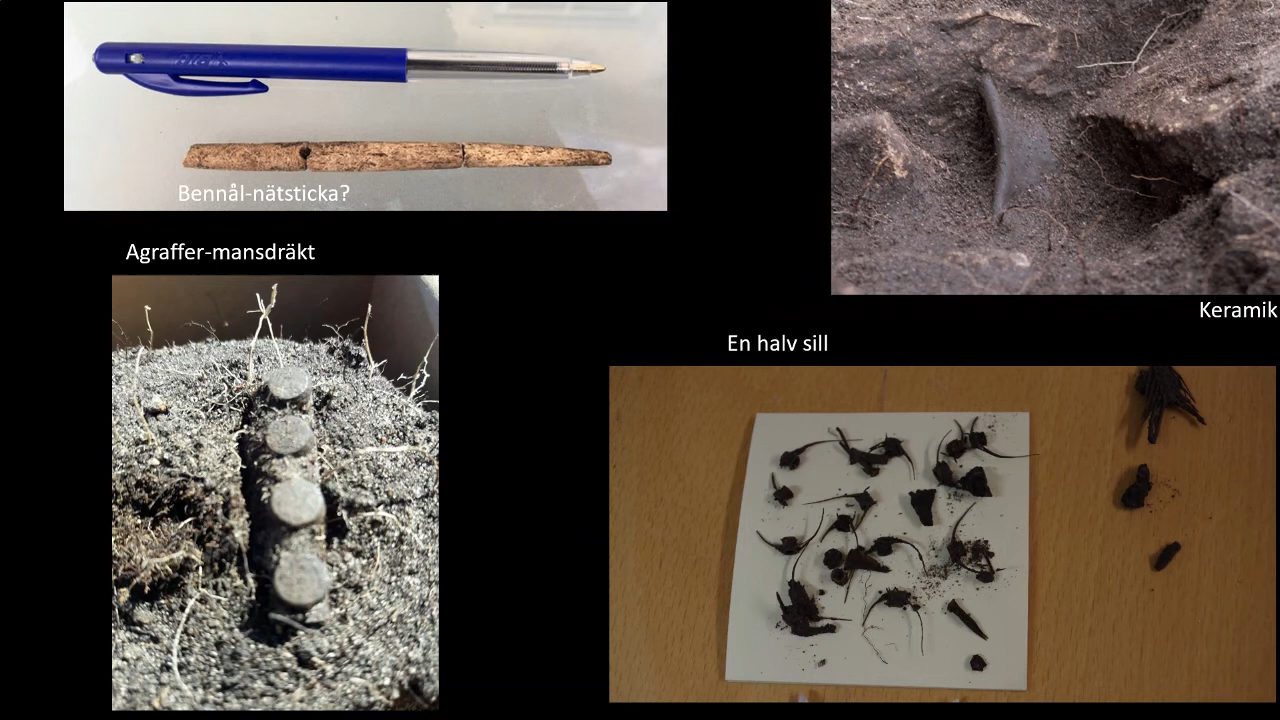 Bennål-nätsticka?
Agraffer-mansdräkt
Keramik
En halv sill